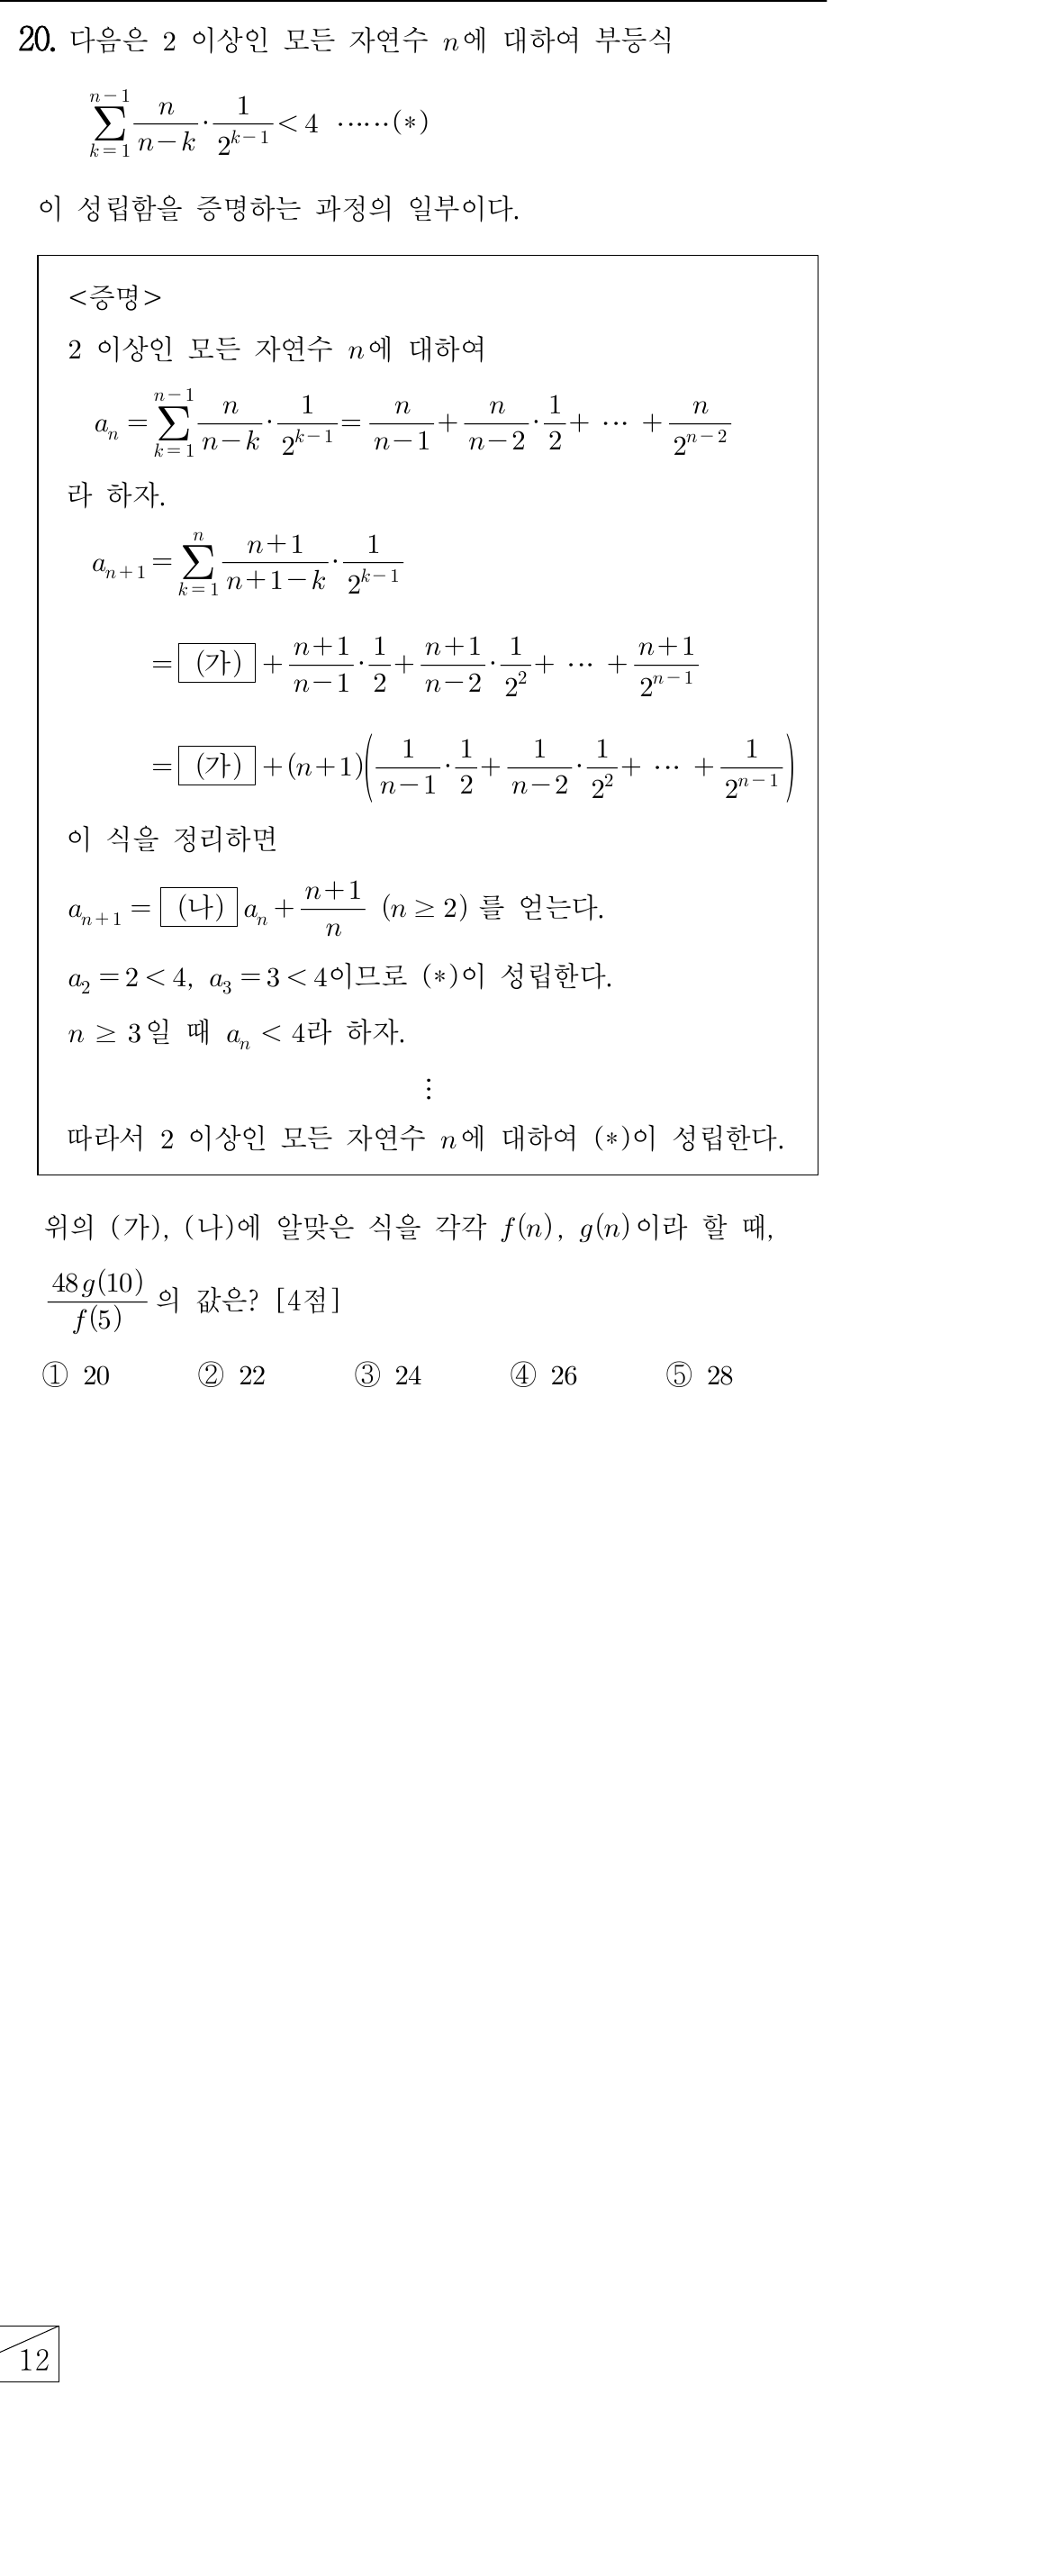 20. 다음은 2 이상인 모든 자연수 n에 대하여 부등식
\sum_{k=1}^{n-1} \frac{n}{n-k} \cdot \frac{1}{2^{k-1}} < 4 ⋯⋯(*)
이 성립함을 증명하는 과정의 일부이다.
<증명>
2 이상인 모든 자연수 n에 대하여
a_n = \sum_{k=1}^{n-1} \frac{n}{n-k} \cdot \frac{1}{2^{k-1}} = \frac{n}{n-1} + \frac{n}{n-2} \cdot \frac{1}{2} + ⋯ + \frac{n}{2^{n-2}}
라 하자.
a_{n+1} = \sum_{k=1}^{n} \frac{n+1}{n+1-k} \cdot \frac{1}{2^{k-1}}
= (가) + \frac{n+1}{n-1} \cdot \frac{1}{2} + \frac{n+1}{n-2} \cdot \frac{1}{2^2} + ⋯ + \frac{n+1}{2^{n-1}}
= (가) + (n+1)\left(\frac{1}{n-1} \cdot \frac{1}{2} + \frac{1}{n-2} \cdot \frac{1}{2^2} + ⋯ + \frac{1}{2^{n-1}}\right)
이 식을 정리하면
a_{n+1} = (나) a_n + \frac{n+1}{n} (n ≥ 2) 를 얻는다.
a_2 = 2 < 4, a_3 = 3 < 4이므로 (*)이 성립한다.
n ≥ 3일 때 a_n < 4라 하자.
⋮
따라서 2 이상인 모든 자연수 n에 대하여 (*)이 성립한다.
위의 (가), (나)에 알맞은 식을 각각 f(n), g(n)이라 할 때,
\frac{48g(10)}{f(5)} 의 값은? [4점]
① 20 ② 22 ③ 24 ④ 26 ⑤ 28
12